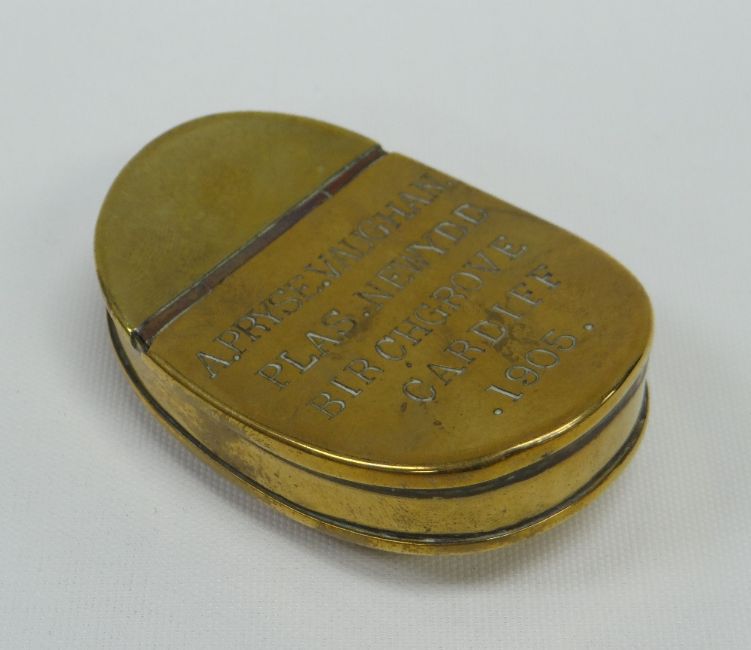 A.PRYSE.VAUGHAN
PLAS.NEWYDD
BIRCHGROVE
CARDIFF
.1905.